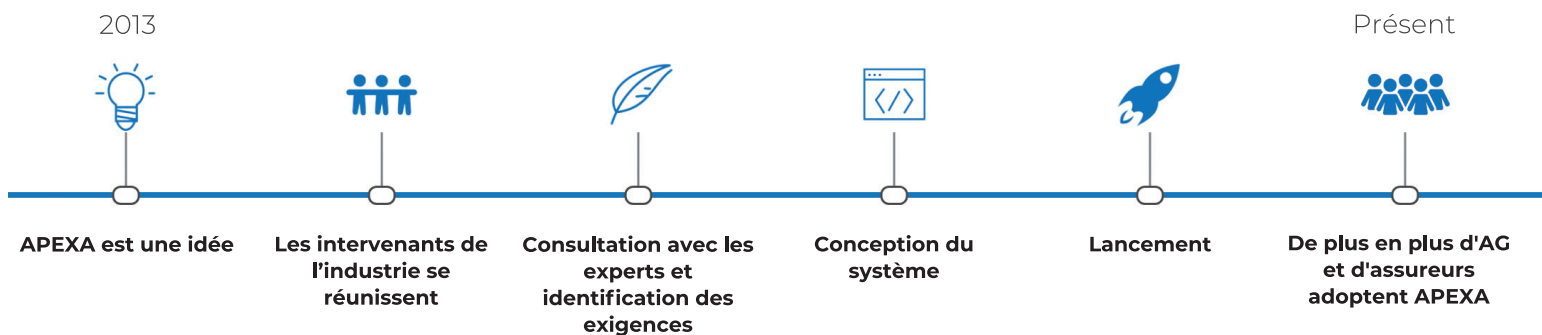 2013
Présent
APEXA est une idée
Les intervenants de
l’industrie se
réunissent
Consultation avec les
experts et
identification des
exigences
Conception du
système
Lancement
De plus en plus d'AG
et d'assureurs
adoptent APEXA